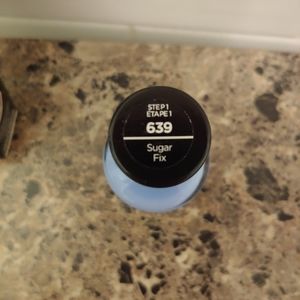 STEP 1
ÉTAPE 1
639
Sugar
Fix